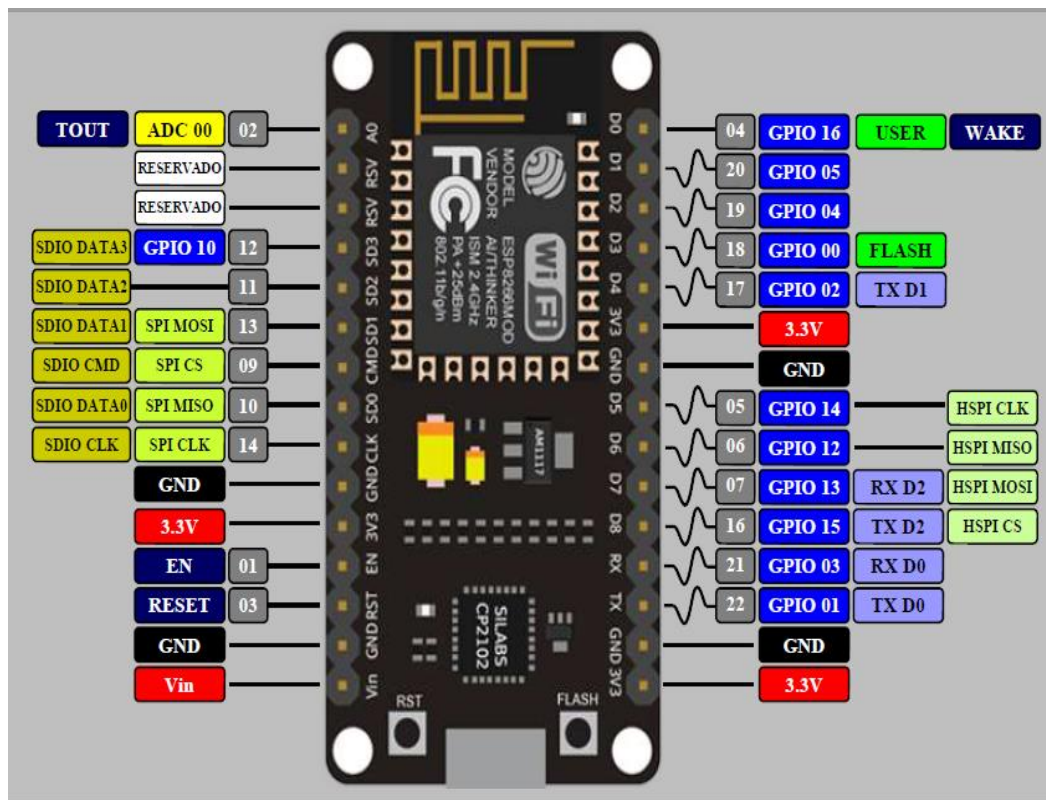 TOUT ADC 00 02
RESERVADO
RESERVADO
SDIO DATA3 GPIO 10 12
SDIO DATA2 11
SDIO DATA1 SPI MOSI 13
SDIO CMD SPI CS 09
SDIO DATA0 SPI MISO 10
SDIO CLK SPI CLK 14
GND
3.3V
EN 01
RESET 03
GND
Vin
A0
RSV
RSV
SD3
SD2
SD1
CMD
SD0
CLK
GND
3V3
EN
RST
GND
Vin
MODEL
VENDOR
ESP8266MOD
AI/THINKER
ISM 2.4GHz
PA +25dBm
802.11b/g/n
FC
WiFi
AM1117
SILABS
CP2102
RST
FLASH
D0
D1
D2
D3
D4
3V3
GND
D5
D6
D7
D8
RX
TX
GND
3V3
04 GPIO 16 USER WAKE
20 GPIO 05
19 GPIO 04
18 GPIO 00 FLASH
17 GPIO 02 TX D1
3.3V
GND
05 GPIO 14 HSPI CLK
06 GPIO 12 HSPI MISO
07 GPIO 13 RX D2 HSPI MOSI
16 GPIO 15 TX D2 HSPI CS
21 GPIO 03 RX D0
22 GPIO 01 TX D0
GND
3.3V